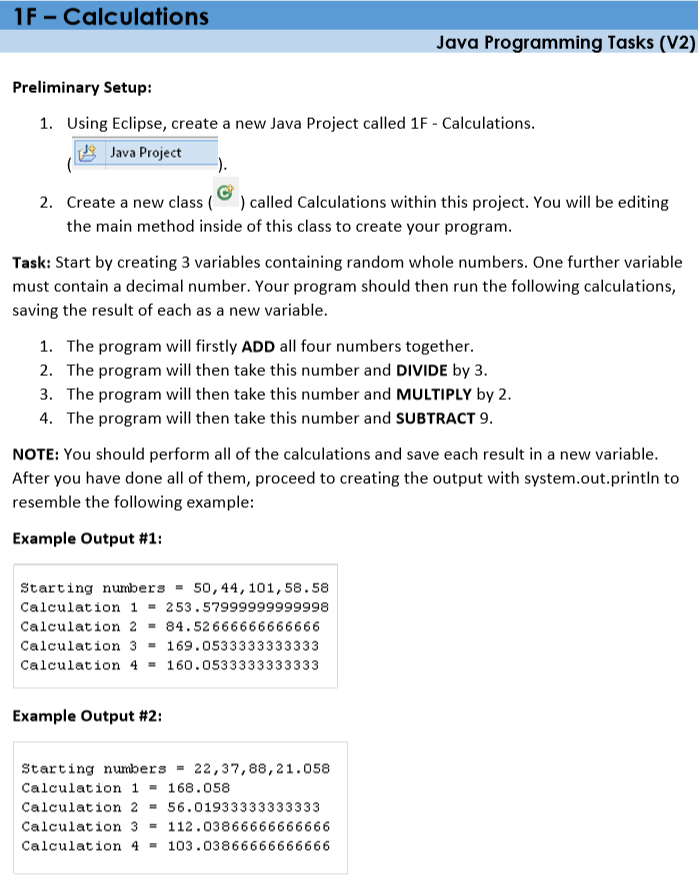 1F – Calculations
Java Programming Tasks (V2)
Preliminary Setup:
1. Using Eclipse, create a new Java Project called 1F - Calculations.
( Java Project ).
2. Create a new class ( ) called Calculations within this project. You will be editing
the main method inside of this class to create your program.
Task: Start by creating 3 variables containing random whole numbers. One further variable
must contain a decimal number. Your program should then run the following calculations,
saving the result of each as a new variable.
1. The program will firstly ADD all four numbers together.
2. The program will then take this number and DIVIDE by 3.
3. The program will then take this number and MULTIPLY by 2.
4. The program will then take this number and SUBTRACT 9.
NOTE: You should perform all of the calculations and save each result in a new variable.
After you have done all of them, proceed to creating the output with system.out.println to
resemble the following example:
Example Output #1:
Starting numbers = 50,44,101,58.58
Calculation 1 = 253.57999999999998
Calculation 2 = 84.52666666666666
Calculation 3 = 169.0533333333333
Calculation 4 = 160.0533333333333
Example Output #2:
Starting numbers = 22,37,88,21.058
Calculation 1 = 168.058
Calculation 2 = 56.01933333333333
Calculation 3 = 112.03866666666666
Calculation 4 = 103.03866666666666